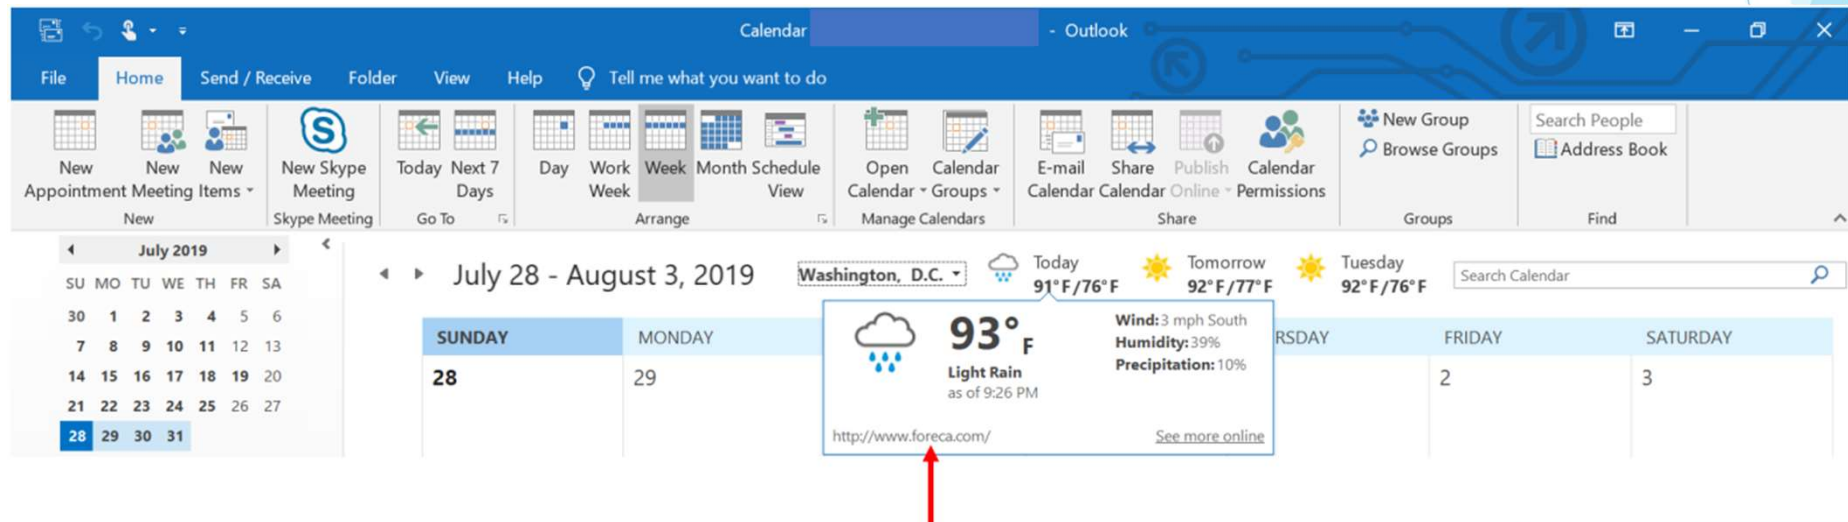 Calendar - Outlook
File Home Send / Receive Folder View Help Tell me what you want to do
New Appointment
New Meeting
New Items
New
New Skype Meeting
Skype Meeting
Today
Next 7 Days
Go To
Day
Work Week
Week
Month
Schedule View
Arrange
Open Calendar
Calendar Groups
Manage Calendars
E-mail Calendar
Share Calendar
Publish Online
Calendar Permissions
Share
New Group
Browse Groups
Groups
Search People
Address Book
Find
July 2019
SU MO TU WE TH FR SA
30 1 2 3 4 5 6
7 8 9 10 11 12 13
14 15 16 17 18 19 20
21 22 23 24 25 26 27
28 29 30 31
July 28 - August 3, 2019
Washington, D.C.
Today
91°F/76°F
Tomorrow
92°F/77°F
Tuesday
92°F/76°F
Search Calendar
SUNDAY MONDAY RSDAY FRIDAY SATURDAY
28 29 2 3
93°F
Light Rain
as of 9:26 PM
Wind: 3 mph South
Humidity: 39%
Precipitation: 10%
http://www.foreca.com/
See more online